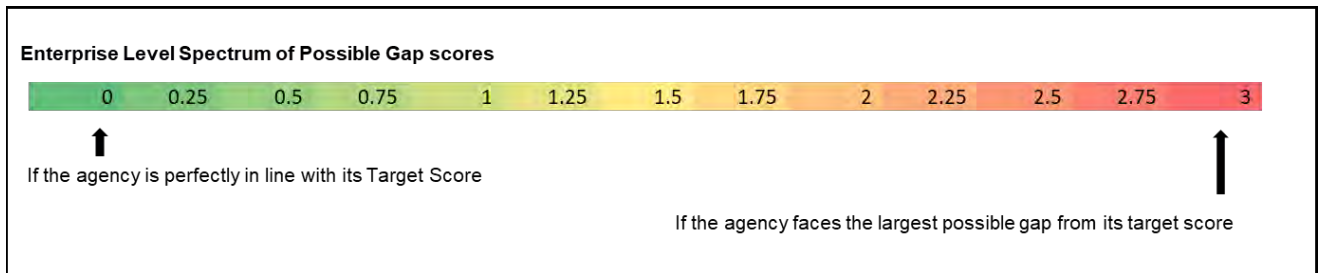 Enterprise Level Spectrum of Possible Gap scores
0 0.25 0.5 0.75 1 1.25 1.5 1.75 2 2.25 2.5 2.75 3
If the agency is perfectly in line with its Target Score
If the agency faces the largest possible gap from its target score